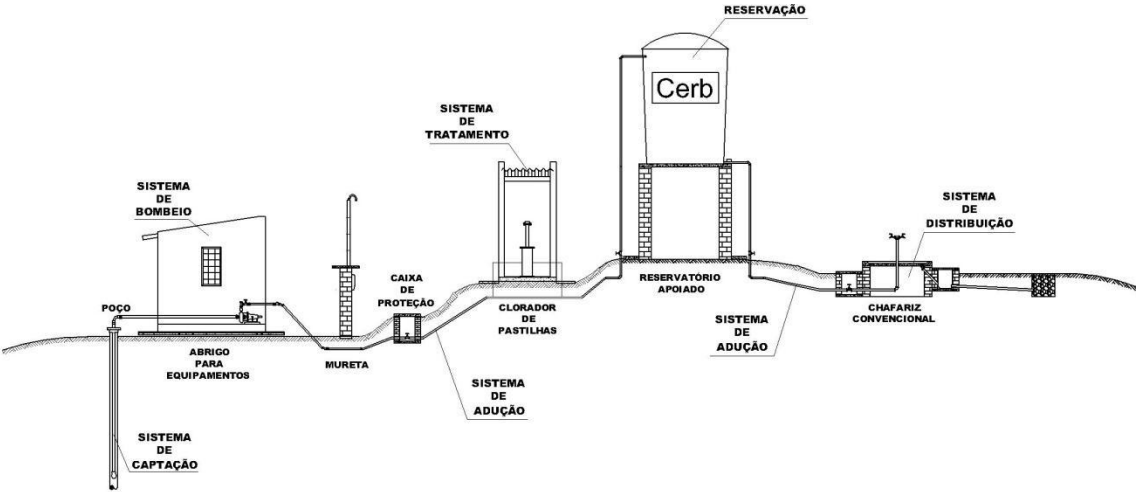 RESERVAÇÃO
Cerb
SISTEMA
DE
TRATAMENTO
SISTEMA
DE
BOMBEIO
SISTEMA
DE
DISTRIBUIÇÃO
CAIXA
DE
PROTEÇÃO
POÇO
RESERVATÓRIO
APOIADO
CLORADOR
DE
PASTILHAS
CHAFARIZ
CONVENCIONAL
ABRIGO
PARA
EQUIPAMENTOS
MURETA
SISTEMA
DE
ADUÇÃO
SISTEMA
DE
ADUÇÃO
SISTEMA
DE
CAPTAÇÃO